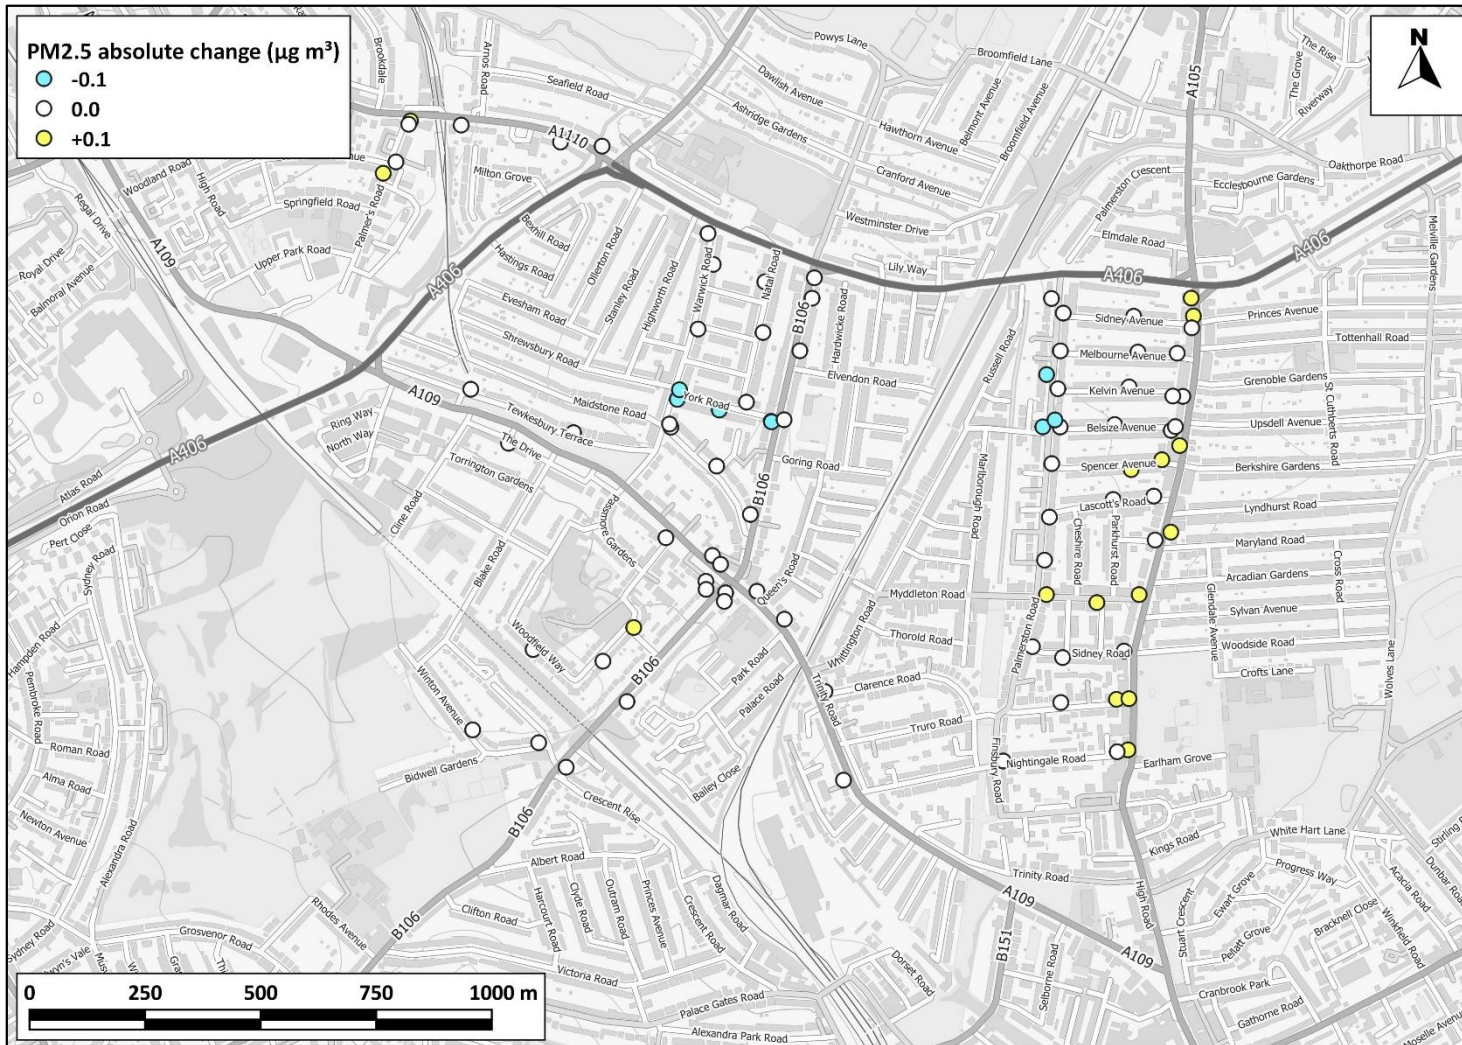 PM2.5 absolute change (µg m³)
-0.1
0.0
+0.1
N
Brookdale
Arnos Road
Seafield Road
Powys Lane
Broomfield Lane
Dawlish Avenue
Ashridge Gardens
Hawthorn Avenue
Belmont Avenue
Broomfield Avenue
A105
The Grove
The Rise
Riverway
A1110
Oakthorpe Road
Woodland Road
High Road
Springfield Road
Milton Grove
Cranford Avenue
Palmerston Crescent
Ecclesbourne Gardens
Regal Drive
Palmer's Road
Bexhill Road
Westminster Drive
Elmdale Road
Melville Gardens
Royal Drive
A109
Upper Park Road
A406
Hastings Road
Ollerton Road
Stanley Road
Highworth Road
Warwick Road
Natal Road
Lily Way
A406
A406
Balmoral Avenue
Evesham Road
B106
Hardwicke Road
Sidney Avenue
Princes Avenue
Shrewsbury Road
Russell Road
Melbourne Avenue
Tottenhall Road
Elvendon Road
Kelvin Avenue
Grenoble Gardens
St Cuthberts Road
A109
Maidstone Road
York Road
Ring Way
North Way
Tewkesbury Terrace
Belsize Avenue
Upsdell Avenue
A406
The Drive
Torrington Gardens
Goring Road
Marlborough Road
Spencer Avenue
Berkshire Gardens
Atlas Road
Orion Road
Pert Close
Cline Road
Passmore Gardens
B106
Lascott's Road
Lyndhurst Road
Cheshire Road
Parkhurst Road
Maryland Road
Sydney Road
Blake Road
Queen's Road
Arcadian Gardens
Cross Road
Myddleton Road
Glendale Avenue
Sylvan Avenue
Hampden Road
Woodfield Way
Whittington Road
Thorold Road
Palmerston Road
Woodside Road
Sidney Road
Pembroke Road
Winton Avenue
B106
Park Road
Palace Road
Clarence Road
Crofts Lane
Wolves Lane
Trinity Road
Truro Road
Roman Road
Alma Road
Bidwell Gardens
Bailey Close
Finsbury Road
Nightingale Road
Earlham Grove
Newton Avenue
Crescent Rise
Alexandra Road
B106
White Hart Lane
Kings Road
Albert Road
Trinity Road
Progress Way
Harcourt Road
Clyde Road
Outram Road
Princes Avenue
Dagmar Road
Crescent Road
A109
High Road
Stuart Crescent
Ewart Grove
Acacia Road
Clifton Road
Rhodes Avenue
B106
Pellatt Grove
Bracknell Close
Winkfield Road
Sydney Road
Grosvenor Road
B151
A109
Victoria Road
Dorset Road
Selborne Road
Cranbrook Park
Palace Gates Road
Gathorne Road
Moselle Avenue
Alexandra Park Road
0 250 500 750 1000 m